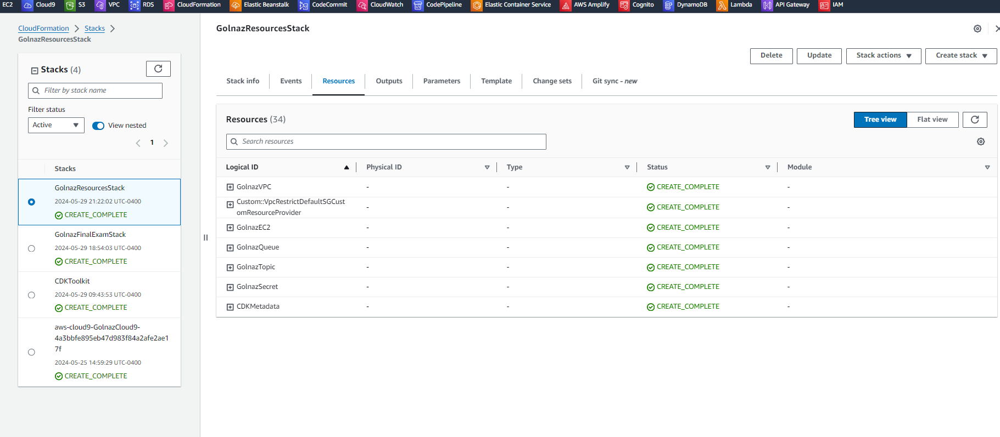 EC2 Cloud9 S3 VPC RDS CloudFormation Elastic Beanstalk CodeCommit CloudWatch CodePipeline Elastic Container Service AWS Amplify Cognito DynamoDB Lambda API Gateway IAM
CloudFormation > Stacks >
GolnazResourcesStack
Stacks (4)
Filter by stack name
Filter status
Active View nested
1
Stacks
GolnazResourcesStack
2024-05-29 21:22:02 UTC-0400
CREATE_COMPLETE
GolnazFinalExamStack
2024-05-29 18:54:03 UTC-0400
CREATE_COMPLETE
CDKToolkit
2024-05-29 09:43:53 UTC-0400
CREATE_COMPLETE
aws-cloud9-GolnazCloud9-
4a3bbfe895eb47d983f84a2afe2ae1
7f
2024-05-25 14:59:29 UTC-0400
CREATE_COMPLETE
GolnazResourcesStack
Delete Update Stack actions Create stack
Stack info Events Resources Outputs Parameters Template Change sets Git sync - new
Resources (34)
Tree view Flat view
Search resources
Logical ID Physical ID Type Status Module
GolnazVPC - - CREATE_COMPLETE -
Custom::VpcRestrictDefaultSGCust
omResourceProvider - - CREATE_COMPLETE -
GolnazEC2 - - CREATE_COMPLETE -
GolnazQueue - - CREATE_COMPLETE -
GolnazTopic - - CREATE_COMPLETE -
GolnazSecret - - CREATE_COMPLETE -
CDKMetadata - - CREATE_COMPLETE -